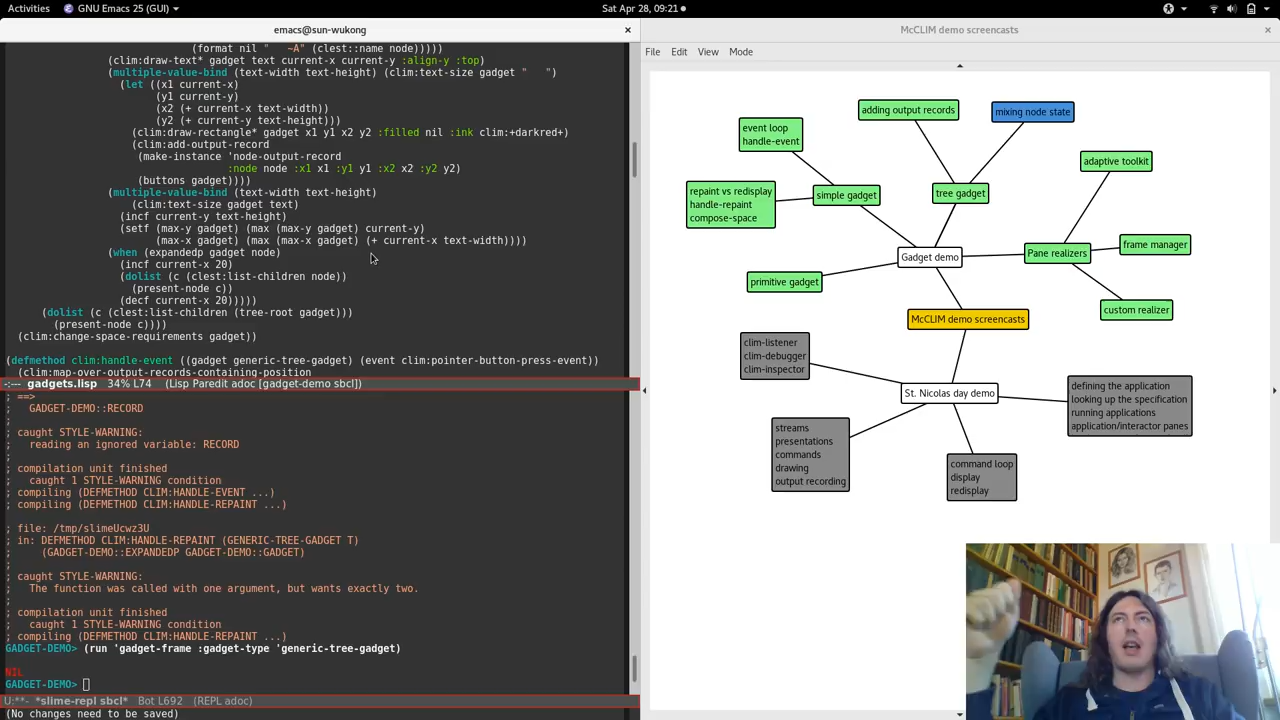 Activities
GNU Emacs 25 (GUI)
Sat Apr 28, 09:21
emacs@sun-wukong
(format nil "   ~A" (clest::name node)))))
(clim:draw-text* gadget text current-x current-y :align-y :top)
(multiple-value-bind (text-width text-height) (clim:text-size gadget "   ")
(let ((x1 current-x)
(y1 current-y)
(x2 (+ current-x text-width))
(y2 (+ current-y text-height)))
(clim:draw-rectangle* gadget x1 y1 x2 y2 :filled nil :ink clim:+darkred+)
(clim:add-output-record
(make-instance 'node-output-record
:node node :x1 x1 :y1 y1 :x2 x2 :y2 y2)
(buttons gadget))))
(multiple-value-bind (text-width text-height)
(clim:text-size gadget text)
(incf current-y text-height)
(setf (max-y gadget) (max (max-y gadget) current-y)
(max-x gadget) (max (max-x gadget) (+ current-x text-width))))
(when (expandedp gadget node)
(incf current-x 20)
(dolist (c (clest:list-children node))
(present-node c))
(decf current-x 20)))))
(dolist (c (clest:list-children (tree-root gadget)))
(present-node c))))
(clim:change-space-requirements gadget))
(defmethod clim:handle-event ((gadget generic-tree-gadget) (event clim:pointer-button-press-event))
(clim:map-over-output-records-containing-position
-:--- gadgets.lisp   34% L74   (Lisp Paredit adoc [gadget-demo sbcl])
; ==>
;   GADGET-DEMO::RECORD
;
; caught STYLE-WARNING:
;   reading an ignored variable: RECORD
;
; compilation unit finished
;   caught 1 STYLE-WARNING condition
; compiling (DEFMETHOD CLIM:HANDLE-EVENT ...)
; compiling (DEFMETHOD CLIM:HANDLE-REPAINT ...)
; file: /tmp/slimeUcwz3U
; in: DEFMETHOD CLIM:HANDLE-REPAINT (GENERIC-TREE-GADGET T)
;     (GADGET-DEMO::EXPANDEDP GADGET-DEMO::GADGET)
;
; caught STYLE-WARNING:
;   The function was called with one argument, but wants exactly two.
;
; compilation unit finished
;   caught 1 STYLE-WARNING condition
; compiling (DEFMETHOD CLIM:HANDLE-REPAINT ...)
GADGET-DEMO> (run 'gadget-frame :gadget-type 'generic-tree-gadget)
NIL
GADGET-DEMO>
U:**- *slime-repl sbcl*   Bot L692   (REPL adoc)
(No changes need to be saved)
McCLIM demo screencasts
File
Edit
View
Mode
adding output records
mixing node state
event loop
handle-event
adaptive toolkit
repaint vs redisplay
handle-repaint
compose-space
simple gadget
tree gadget
frame manager
Pane realizers
Gadget demo
primitive gadget
custom realizer
McCLIM demo screencasts
clim-listener
clim-debugger
clim-inspector
St. Nicolas day demo
defining the application
looking up the specification
running applications
application/interactor panes
streams
presentations
commands
drawing
output recording
command loop
display
redisplay